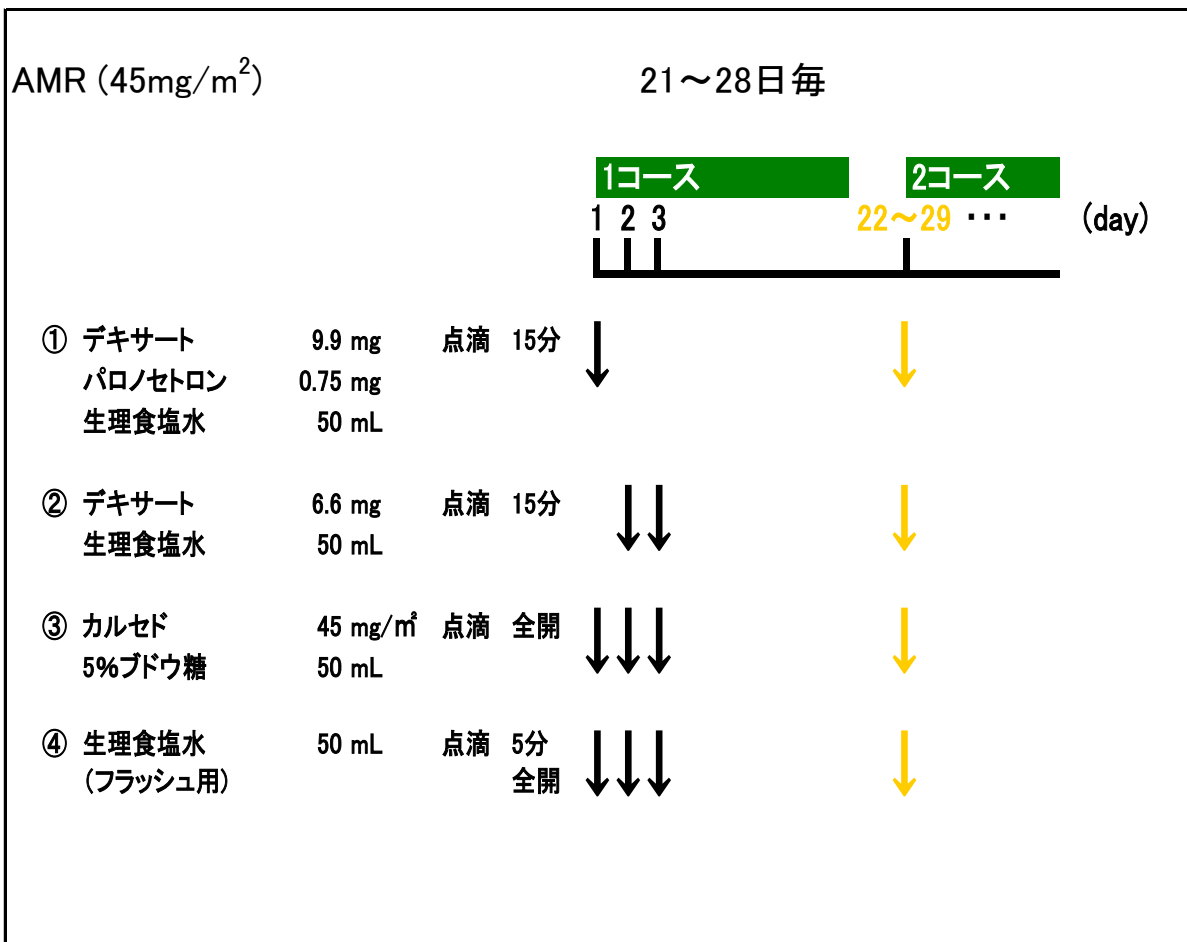 AMR (45mg/m²) 21～28日毎
1コース 2コース
1 2 3 22～29 ･･･ (day)
① デキサート 9.9 mg 点滴 15分
パロノセトロン 0.75 mg
生理食塩水 50 mL
② デキサート 6.6 mg 点滴 15分
生理食塩水 50 mL
③ カルセド 45 mg/㎡ 点滴 全開
5%ブドウ糖 50 mL
④ 生理食塩水 50 mL 点滴 5分
(フラッシュ用) 全開